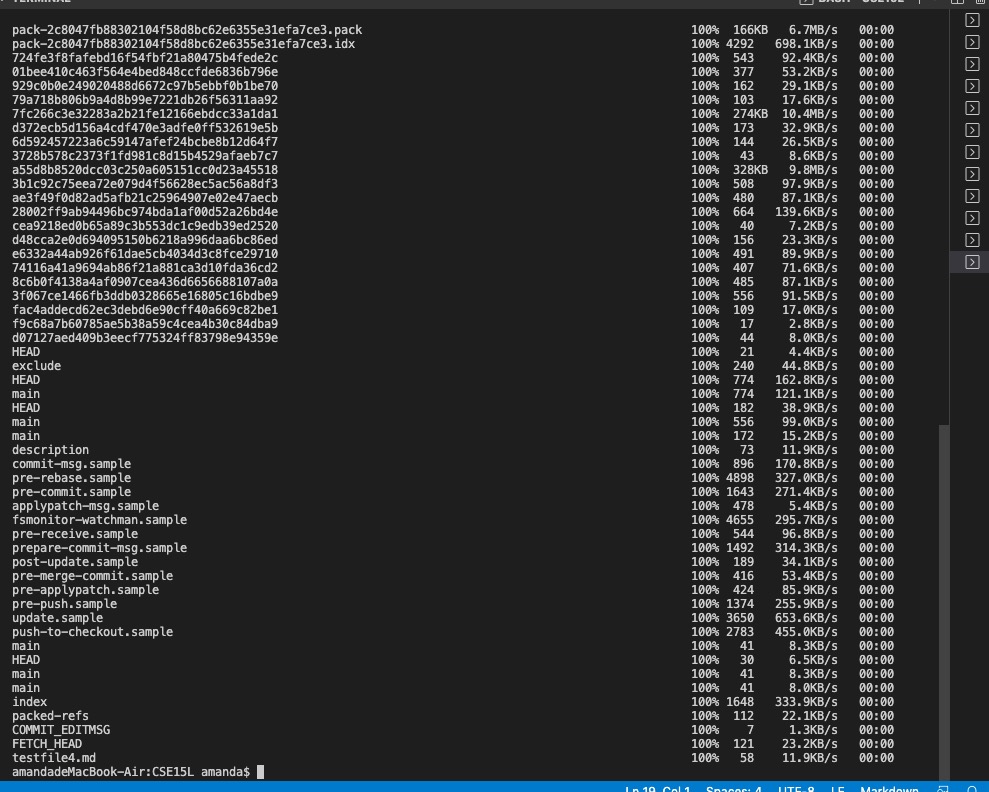 TERMINAL
pack-2c8047fb88302104f58d8bc62e6355e31efa7ce3.pack 100% 166KB 6.7MB/s 00:00
pack-2c8047fb88302104f58d8bc62e6355e31efa7ce3.idx 100% 4292 698.1KB/s 00:00
724fe3f8fafebd16f54fbf21a80475b4fede2c 100% 543 92.4KB/s 00:00
01bee410c463f564e4bed848ccfde6836b796e 100% 377 53.2KB/s 00:00
929c0b0e249020488d6672c97b5ebbf0b1be70 100% 162 29.1KB/s 00:00
79a718b806b9a4d8b99e7221db26f56311aa92 100% 103 17.6KB/s 00:00
7fc266c3e32283a2b21fe12166ebdcc33a1da1 100% 274KB 10.4MB/s 00:00
d372ecb5d156a4cdf470e3adfe0ff532619e5b 100% 173 32.9KB/s 00:00
6d592457223a6c59147afef24bcbe8b12d64f7 100% 144 26.5KB/s 00:00
3728b578c2373f1fd981c8d15b4529afaeb7c7 100% 43 8.6KB/s 00:00
a55d8b8520dcc03c250a605151cc0d23a45518 100% 328KB 9.8MB/s 00:00
3b1c92c75eea72e079d4f56628ec5ac56a8df3 100% 508 97.9KB/s 00:00
ae3f49f0d82ad5afb21c25964907e02e47aecb 100% 480 87.1KB/s 00:00
28002ff9ab94496bc974bda1af00d52a26bd4e 100% 664 139.6KB/s 00:00
cea9218ed0b65a89c3b553dc1c9edb39ed2520 100% 40 7.2KB/s 00:00
d48cca2e0d694095150b6218a996daa6bc86ed 100% 156 23.3KB/s 00:00
e6332a44ab926f61dae5cb4034d3c8fce29710 100% 491 89.9KB/s 00:00
74116a41a9694ab86f21a881ca3d10fda36cd2 100% 407 71.6KB/s 00:00
8c6b0f4138a4af0907cea436d6656688107a0a 100% 485 87.1KB/s 00:00
3f067ce1466fb3ddb0328665e16805c16bdbe9 100% 556 91.5KB/s 00:00
fac4addecd62ec3debd6e90cff40a669c82be1 100% 109 17.0KB/s 00:00
f9c68a7b60785ae5b38a59c4cea4b30c84dba9 100% 17 2.8KB/s 00:00
d07127aed409b3eecf775324ff83798e94359e 100% 44 8.0KB/s 00:00
HEAD 100% 21 4.4KB/s 00:00
exclude 100% 240 44.8KB/s 00:00
HEAD 100% 774 162.8KB/s 00:00
main 100% 774 121.1KB/s 00:00
HEAD 100% 182 38.9KB/s 00:00
main 100% 556 99.0KB/s 00:00
main 100% 172 15.2KB/s 00:00
description 100% 73 11.9KB/s 00:00
commit-msg.sample 100% 896 170.8KB/s 00:00
pre-rebase.sample 100% 4898 327.0KB/s 00:00
pre-commit.sample 100% 1643 271.4KB/s 00:00
applypatch-msg.sample 100% 478 5.4KB/s 00:00
fsmonitor-watchman.sample 100% 4655 295.7KB/s 00:00
pre-receive.sample 100% 544 96.8KB/s 00:00
prepare-commit-msg.sample 100% 1492 314.3KB/s 00:00
post-update.sample 100% 189 34.1KB/s 00:00
pre-merge-commit.sample 100% 416 53.4KB/s 00:00
pre-applypatch.sample 100% 424 85.9KB/s 00:00
pre-push.sample 100% 1374 255.9KB/s 00:00
update.sample 100% 3650 653.6KB/s 00:00
push-to-checkout.sample 100% 2783 455.0KB/s 00:00
main 100% 41 8.3KB/s 00:00
HEAD 100% 30 6.5KB/s 00:00
main 100% 41 8.3KB/s 00:00
main 100% 41 8.0KB/s 00:00
index 100% 1648 333.9KB/s 00:00
packed-refs 100% 112 22.1KB/s 00:00
COMMIT_EDITMSG 100% 7 1.3KB/s 00:00
FETCH_HEAD 100% 121 23.2KB/s 00:00
testfile4.md 100% 58 11.9KB/s 00:00
amandadeMacBook-Air:CSE15L amanda$
Ln 19, Col 1 Spaces: 4 UTF-8 LF Markdown